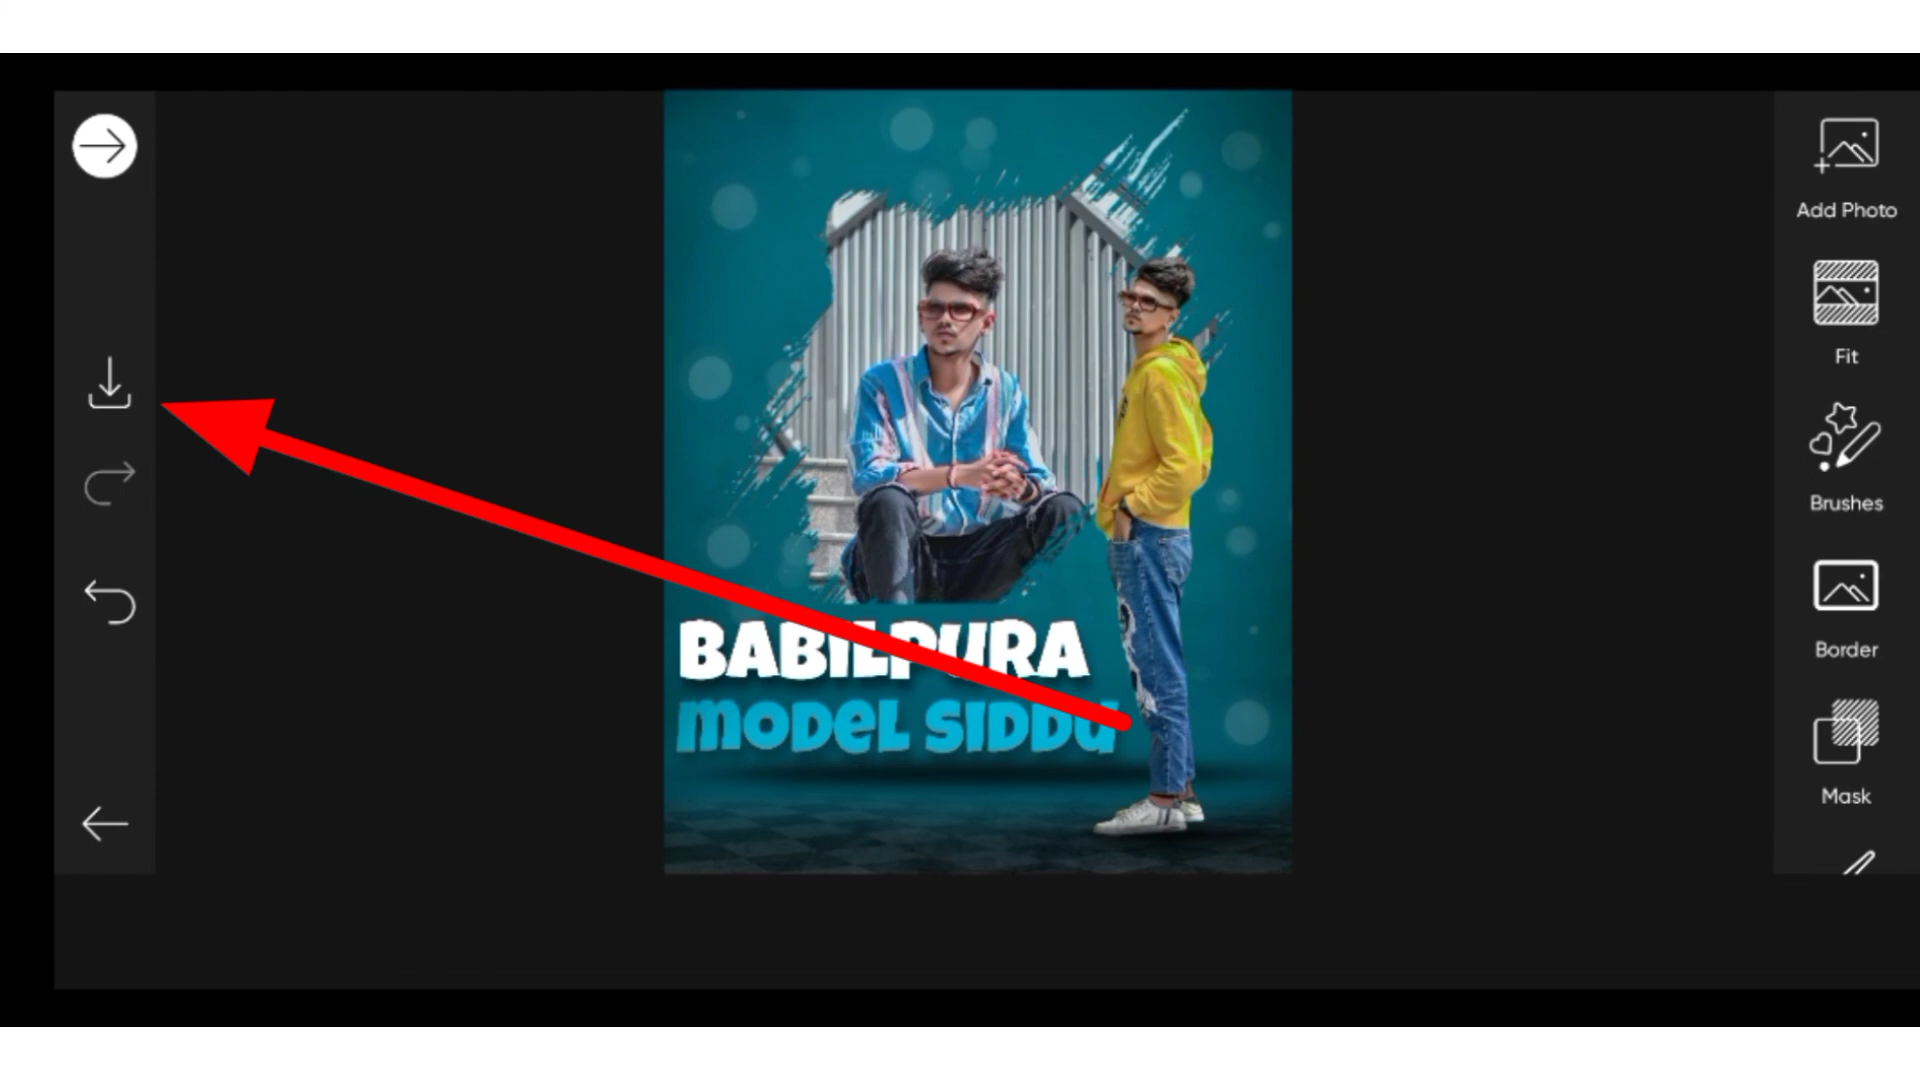 Add Photo
Fit
Brushes
Border
Mask
BABILPURA
MODEL SIDDU